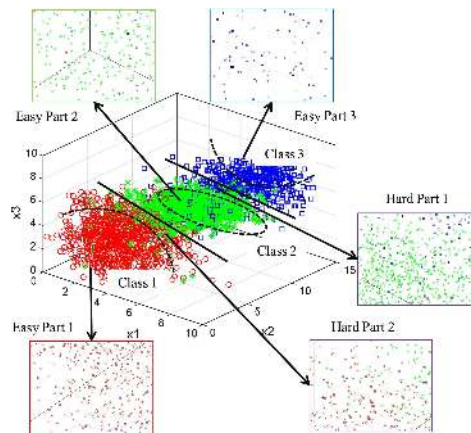 Easy Part 2
Easy Part 3
Class 3
Hard Part 1
Class 2
Class 1
Easy Part 1
Hard Part 2
x3
10
8
6
4
2
0
0
2
4
6
8
10
x1
0
5
10
15
x2